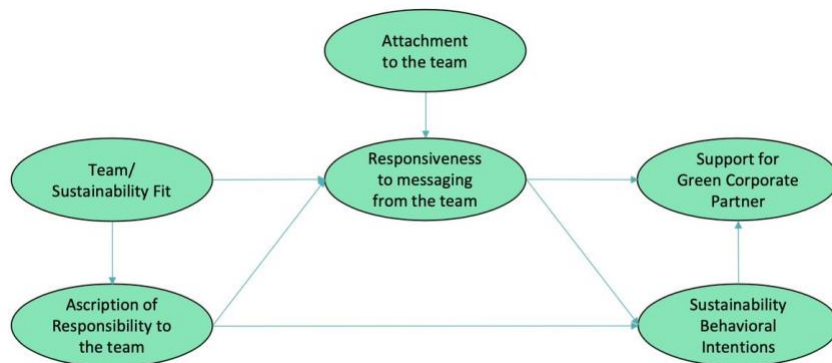 Attachment
to the team
Team/
Sustainability Fit
Responsiveness
to messaging
from the team
Support for
Green Corporate
Partner
Ascription of
Responsibility to
the team
Sustainability
Behavioral
Intentions